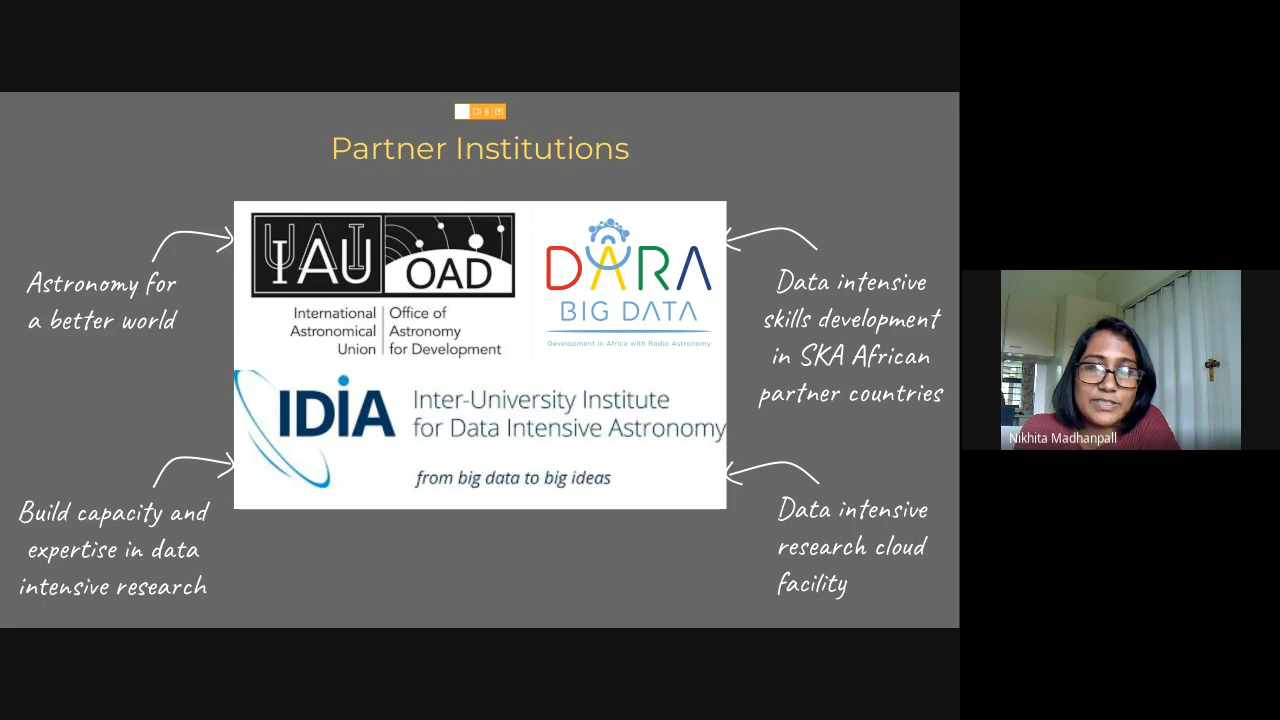 Partner Institutions
Astronomy for
a better world
IAU
OAD
International
Astronomical
Union
Office of
Astronomy
for Development
DARA
BIG DATA
Development in Africa with Radio Astronomy
Data intensive
skills development
in SKA African
partner countries
IDIA
Inter-University Institute
for Data Intensive Astronomy
from big data to big ideas
Build capacity and
expertise in data
intensive research
Data intensive
research cloud
facility
Nikhita Madhanpall